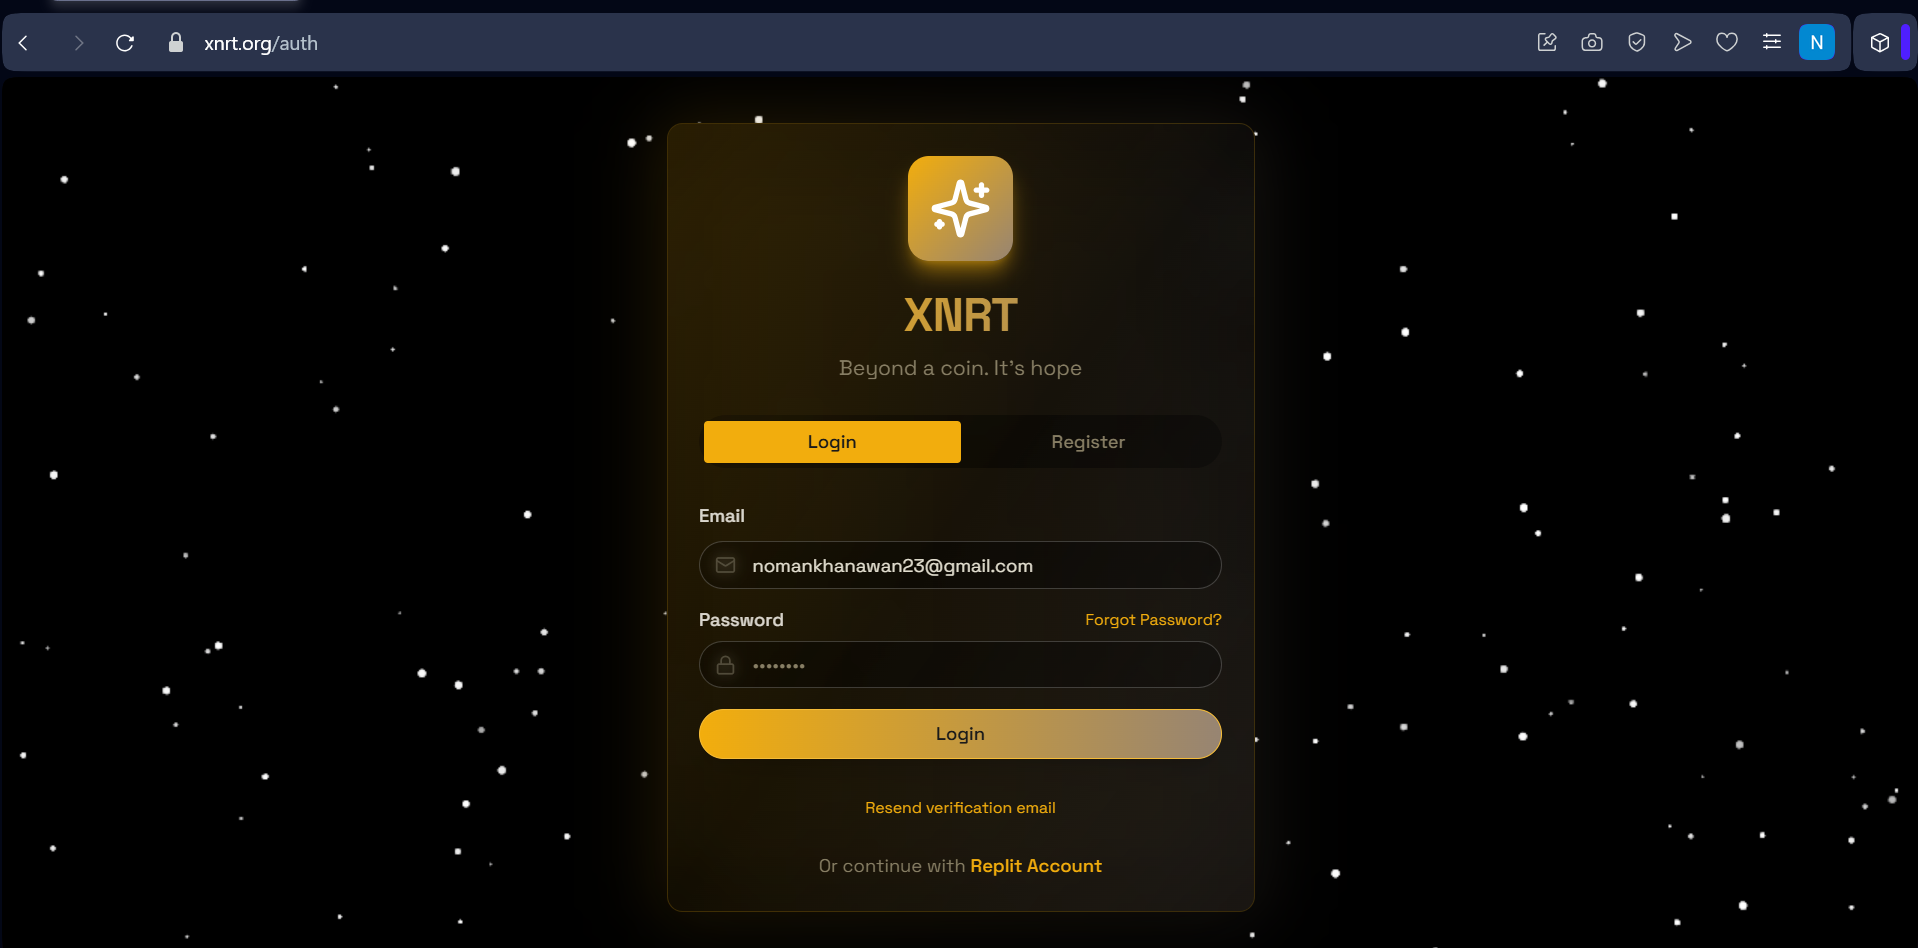 xnrt.org/auth
N
XNRT
Beyond a coin. It's hope
Login Register
Email
nomankhanawan23@gmail.com
Password Forgot Password?
••••••••
Login
Resend verification email
Or continue with Replit Account